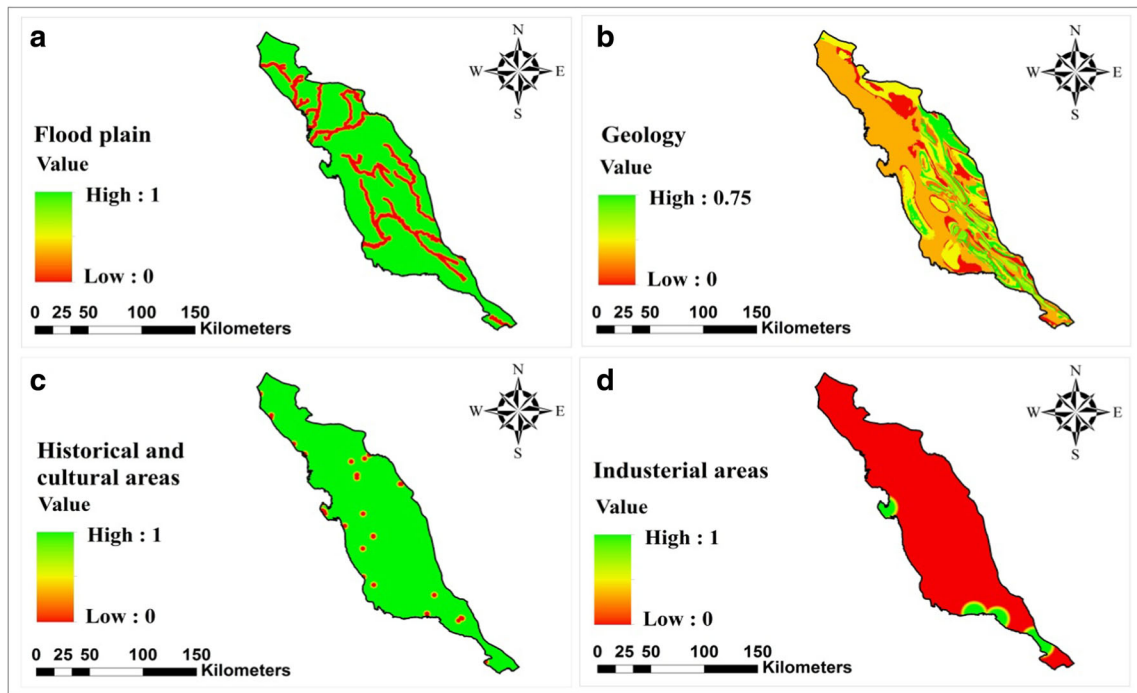 a
N
W E
S
Flood plain
Value
High : 1
Low : 0
0 25 50 100 150
Kilometers
b
N
W E
S
Geology
Value
High : 0.75
Low : 0
0 25 50 100 150
Kilometers
c
N
W E
S
Historical and
cultural areas
Value
High : 1
Low : 0
0 25 50 100 150
Kilometers
d
N
W E
S
Industerial areas
Value
High : 1
Low : 0
0 25 50 100 150
Kilometers